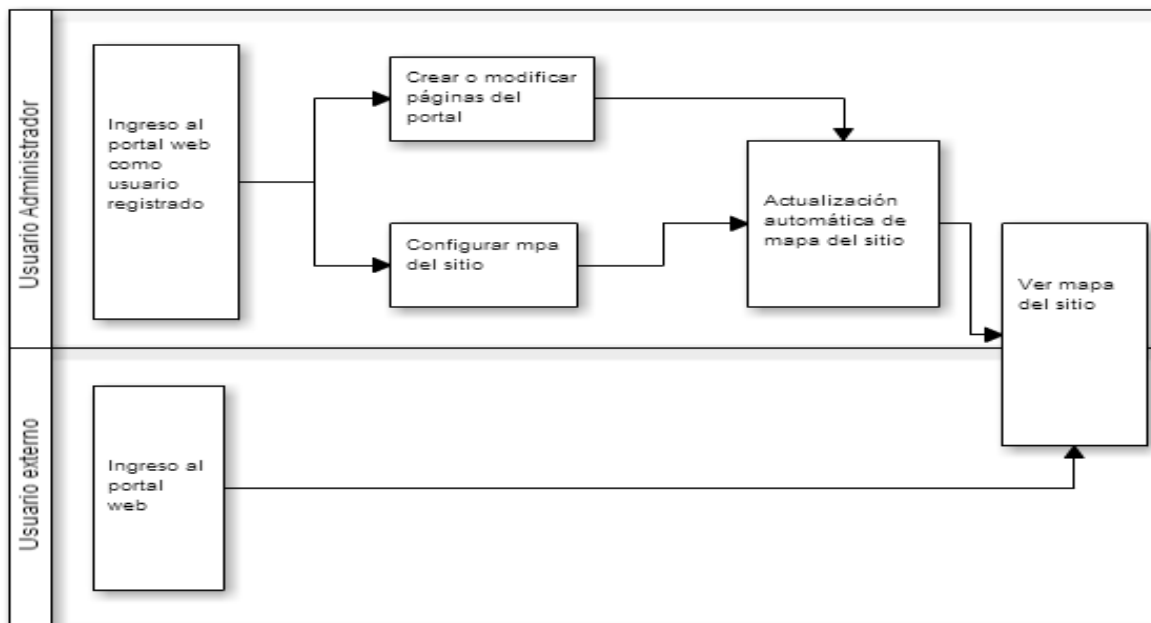 Usuario Administrador
Ingreso al
portal web
como
usuario
registrado
Crear o modificar
páginas del
portal
Configurar mpa
del sitio
Actualización
automática de
mapa del sitio
Ver mapa
del sitio
Usuario externo
Ingreso al
portal
web